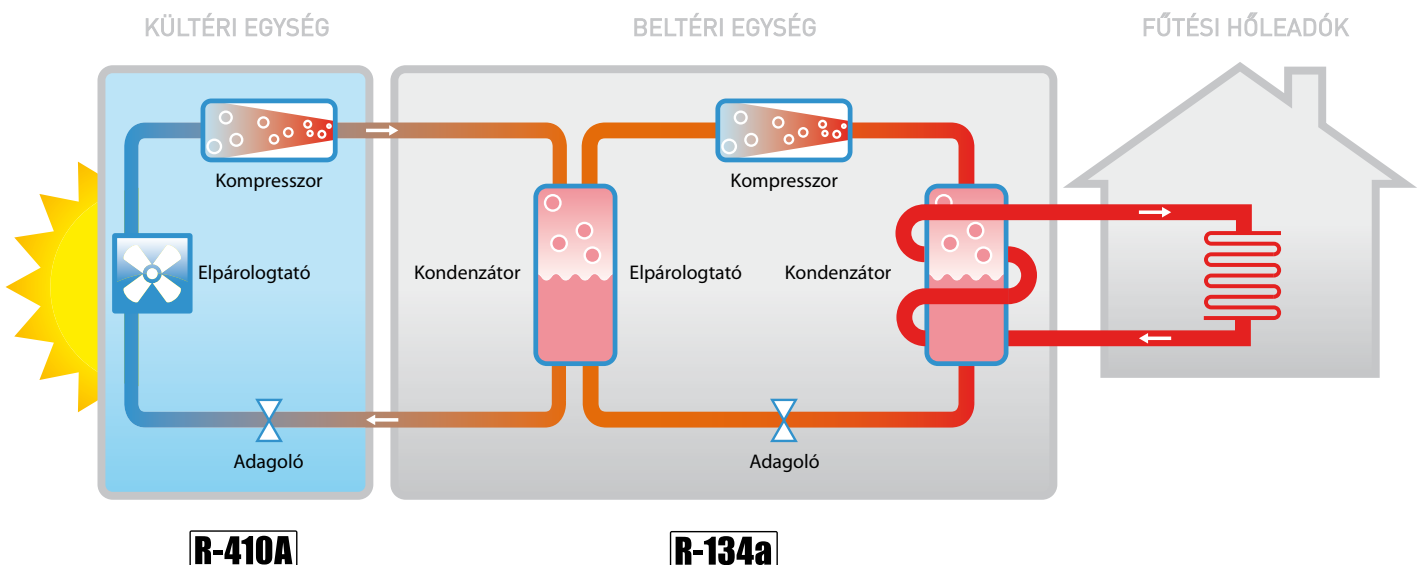 KÜLTÉRI EGYSÉG
BELTÉRI EGYSÉG
FŰTÉSI HŐLEADÓK
Kompresszor
Kompresszor
Elpárologtató
Kondenzátor
Elpárologtató
Kondenzátor
Adagoló
Adagoló
R-410A
R-134a